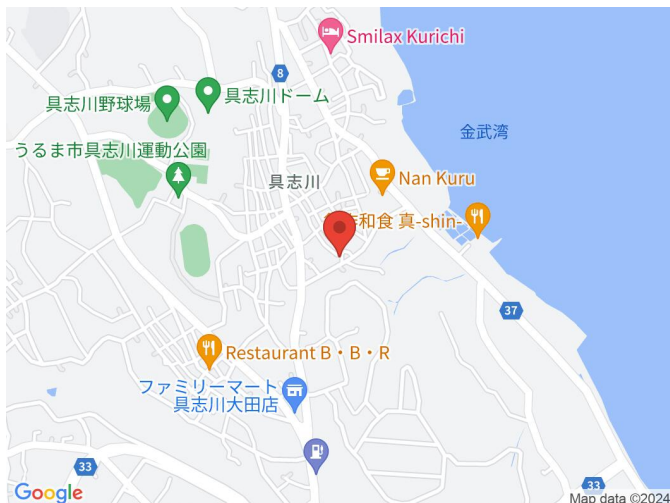 Smilax Kurichi
8
具志川野球場
具志川ドーム
金武湾
うるま市具志川運動公園
具志川
Nan Kuru
和食 真-shin-
37
Restaurant B・B・R
ファミリーマート
具志川大田店
33
33
Google
Map data ©2024